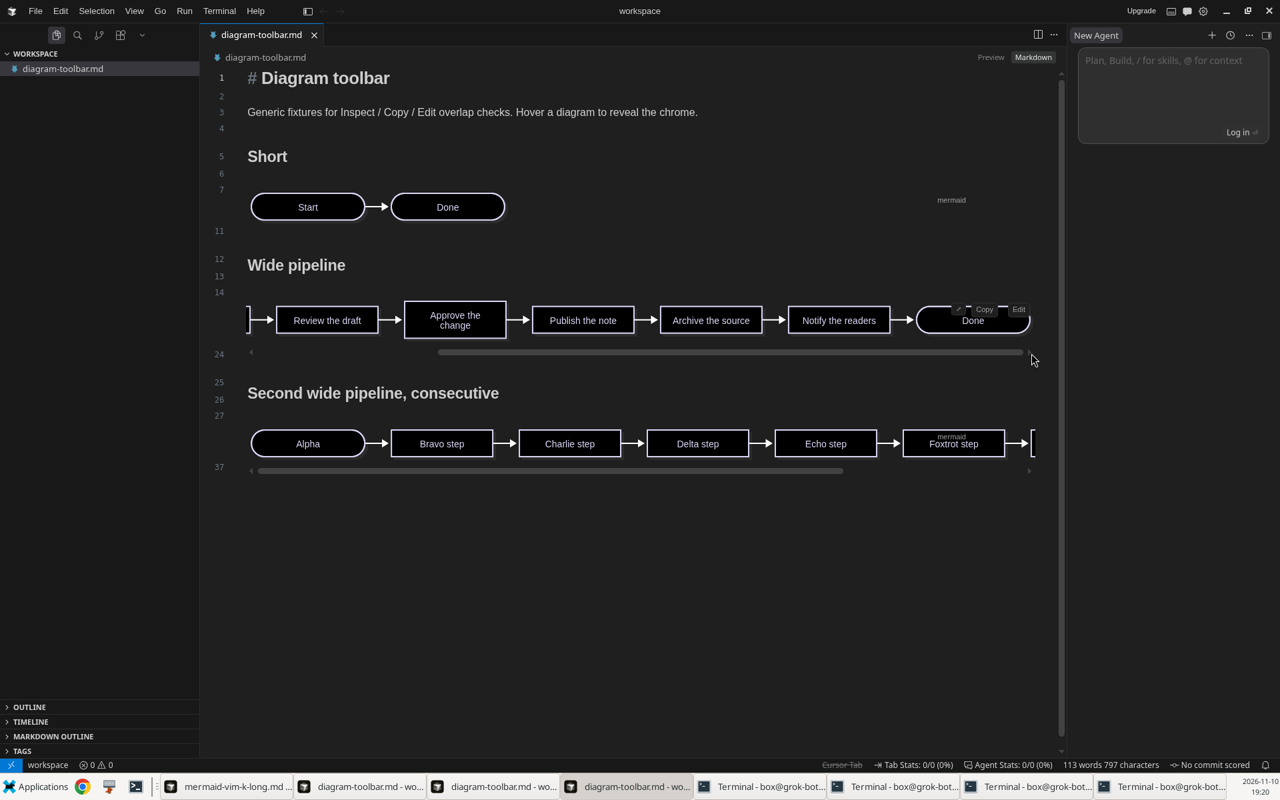 File Edit Selection View Go Run Terminal Help
workspace
Upgrade
diagram-toolbar.md
New Agent
WORKSPACE
diagram-toolbar.md
diagram-toolbar.md
Preview Markdown
Plan, Build, / for skills, @ for context
Log in
1 # Diagram toolbar
2
3 Generic fixtures for Inspect / Copy / Edit overlap checks. Hover a diagram to reveal the chrome.
4
5 Short
6
7
mermaid
Start Done
11
12 Wide pipeline
13
14
Copy Edit
Review the draft Approve the change Publish the note Archive the source Notify the readers Done
24
25 Second wide pipeline, consecutive
26
27
mermaid
Alpha Bravo step Charlie step Delta step Echo step Foxtrot step
37
OUTLINE
TIMELINE
MARKDOWN OUTLINE
TAGS
workspace 0 0 Cursor Tab Tab Stats: 0/0 (0%) Agent Stats: 0/0 (0%) 113 words 797 characters No commit scored
Applications mermaid-vim-k-long.md ... diagram-toolbar.md - wo... diagram-toolbar.md - wo... diagram-toolbar.md - wo... Terminal - box@grok-bot... Terminal - box@grok-bot... Terminal - box@grok-bot... Terminal - box@grok-bot...
2026-11-10
19:20